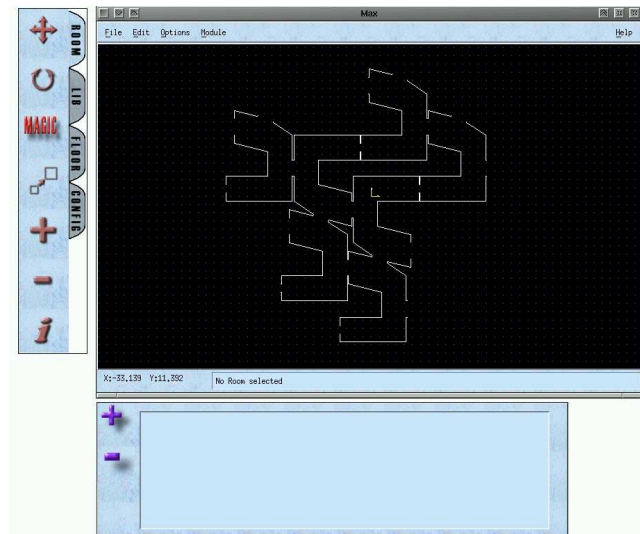 Max
File Edit Options Module Help
ROOM
LIB
FLOOR
CONFIG
MAGIC
i
X:-33,139 Y:11,392
No Room selected